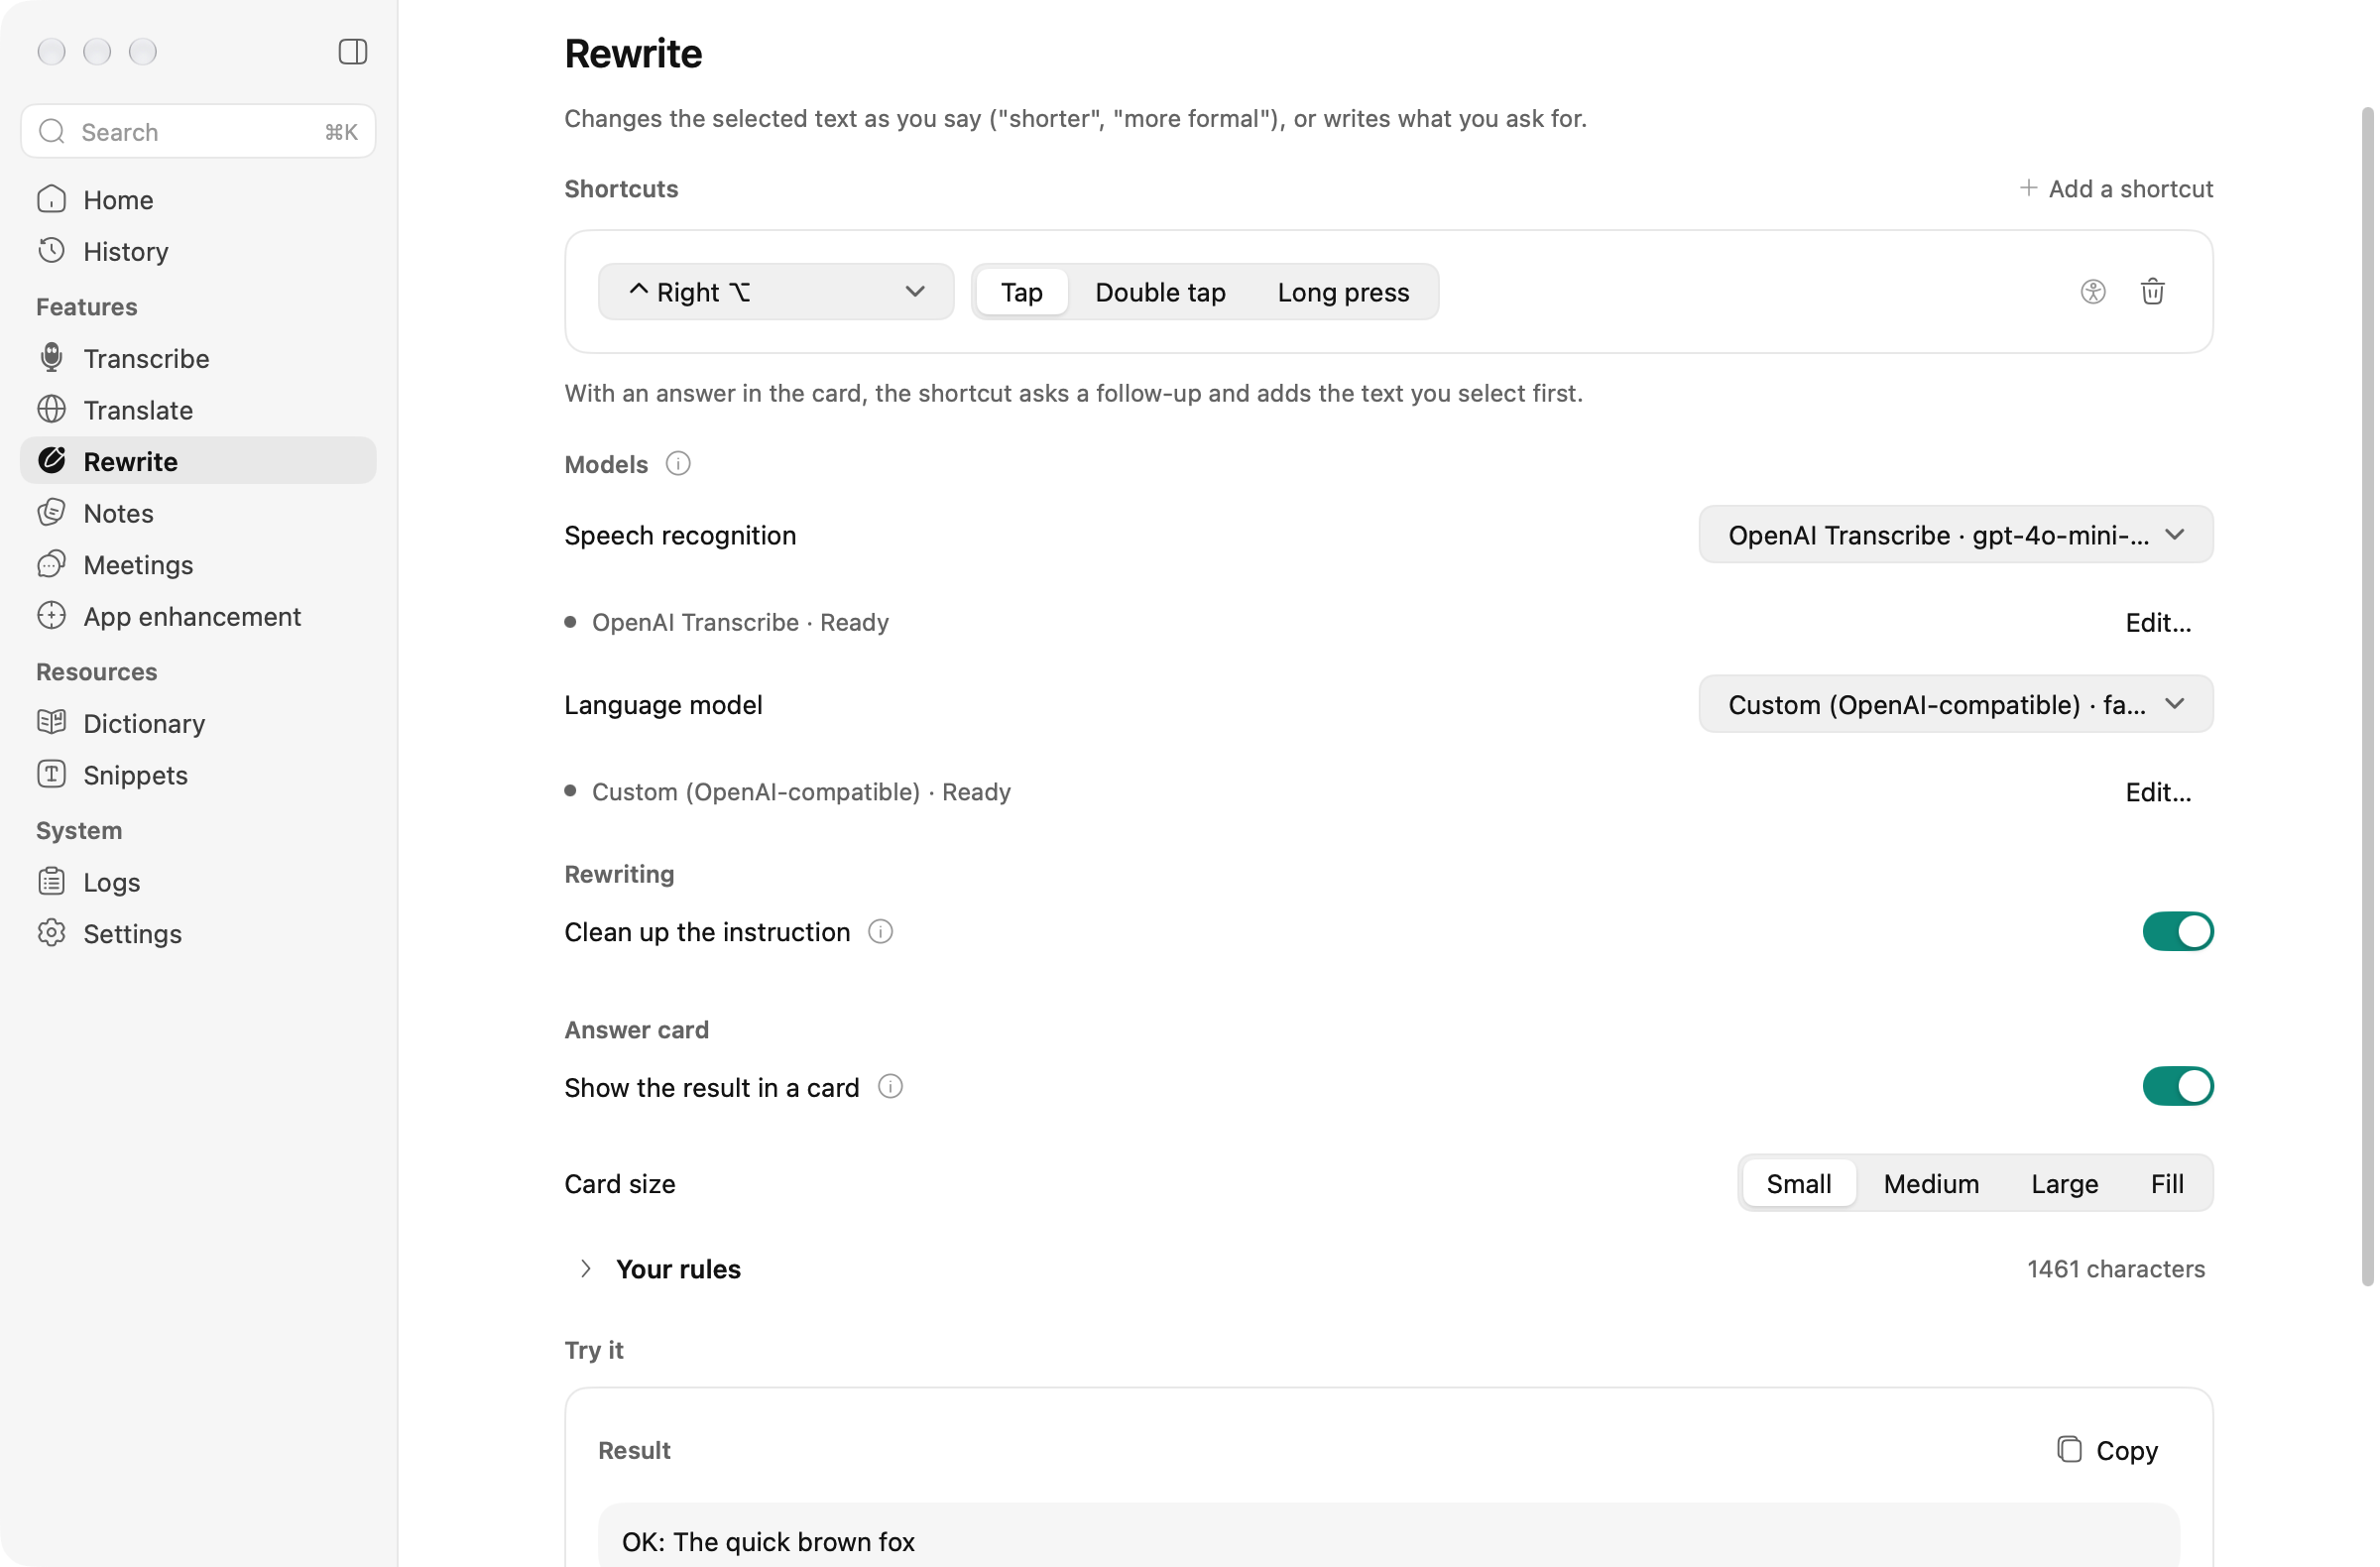 Search ⌘K
Home
History
Features
Transcribe
Translate
Rewrite
Notes
Meetings
App enhancement
Resources
Dictionary
Snippets
System
Logs
Settings
Rewrite
Changes the selected text as you say ("shorter", "more formal"), or writes what you ask for.
Shortcuts
+ Add a shortcut
^ Right ⌥
Tap Double tap Long press
With an answer in the card, the shortcut asks a follow-up and adds the text you select first.
Models
Speech recognition
OpenAI Transcribe · gpt-4o-mini-...
OpenAI Transcribe · Ready
Edit...
Language model
Custom (OpenAI-compatible) · fa...
Custom (OpenAI-compatible) · Ready
Edit...
Rewriting
Clean up the instruction
Answer card
Show the result in a card
Card size
Small Medium Large Fill
Your rules
1461 characters
Try it
Result
Copy
OK: The quick brown fox